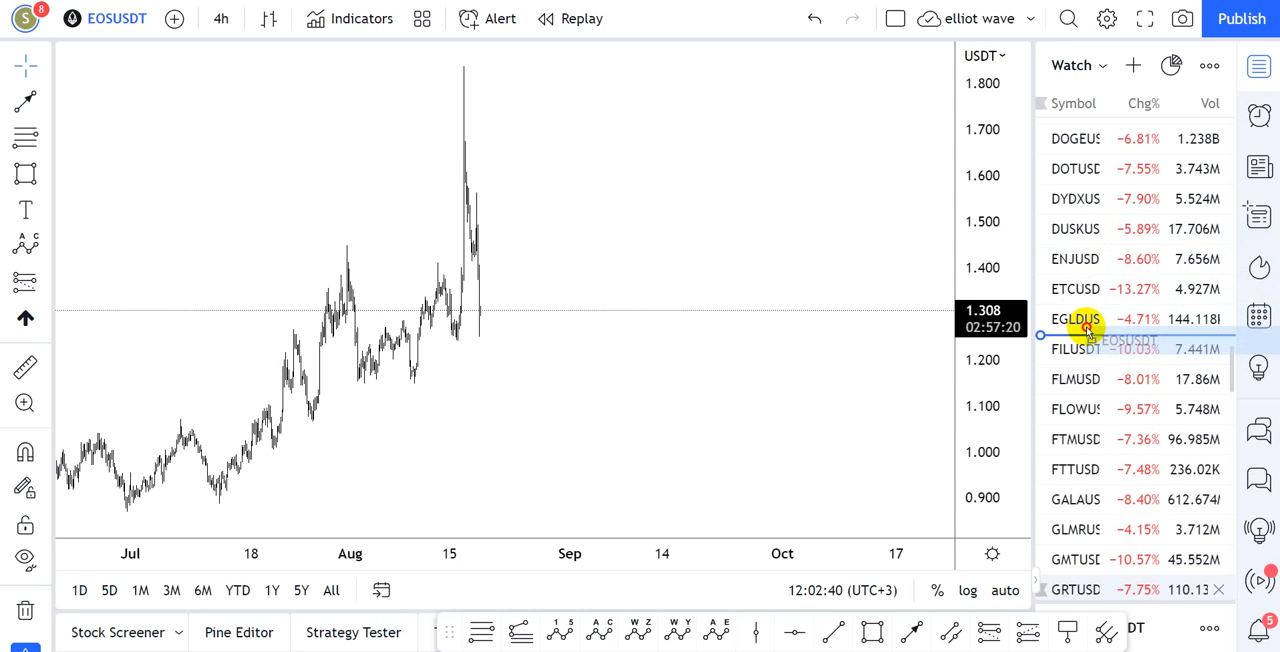 S 8 EOSUSDT 4h Indicators Alert Replay elliot wave Publish
USDT
1.800
1.700
1.600
1.500
1.400
1.308
02:57:20
1.200
1.100
1.000
0.900
Jul 18 Aug 15 Sep 14 Oct 17
1D 5D 1M 3M 6M YTD 1Y 5Y All 12:02:40 (UTC+3) % log auto
Stock Screener Pine Editor Strategy Tester
1 5 A C W Z W Y A E
DT
Watch
Symbol Chg% Vol
DOGEUS −6.81% 1.238B
DOTUSD −7.55% 3.743M
DYDXUS −7.90% 5.524M
DUSKUS −5.89% 17.706M
ENJUSD −8.60% 7.656M
ETCUSD −13.27% 4.927M
EGLDUS −4.71% 144.118
EOSUSDT
FILUSDT −10.03% 7.441M
FLMUSD −8.01% 17.86M
FLOWUS −9.57% 5.748M
FTMUSD −7.36% 96.985M
FTTUSD −7.48% 236.02K
GALAUS −8.40% 612.674
GLMRUS −4.15% 3.712M
GMTUSD −10.57% 45.552M
GRTUSD −7.75% 110.13
A C
5